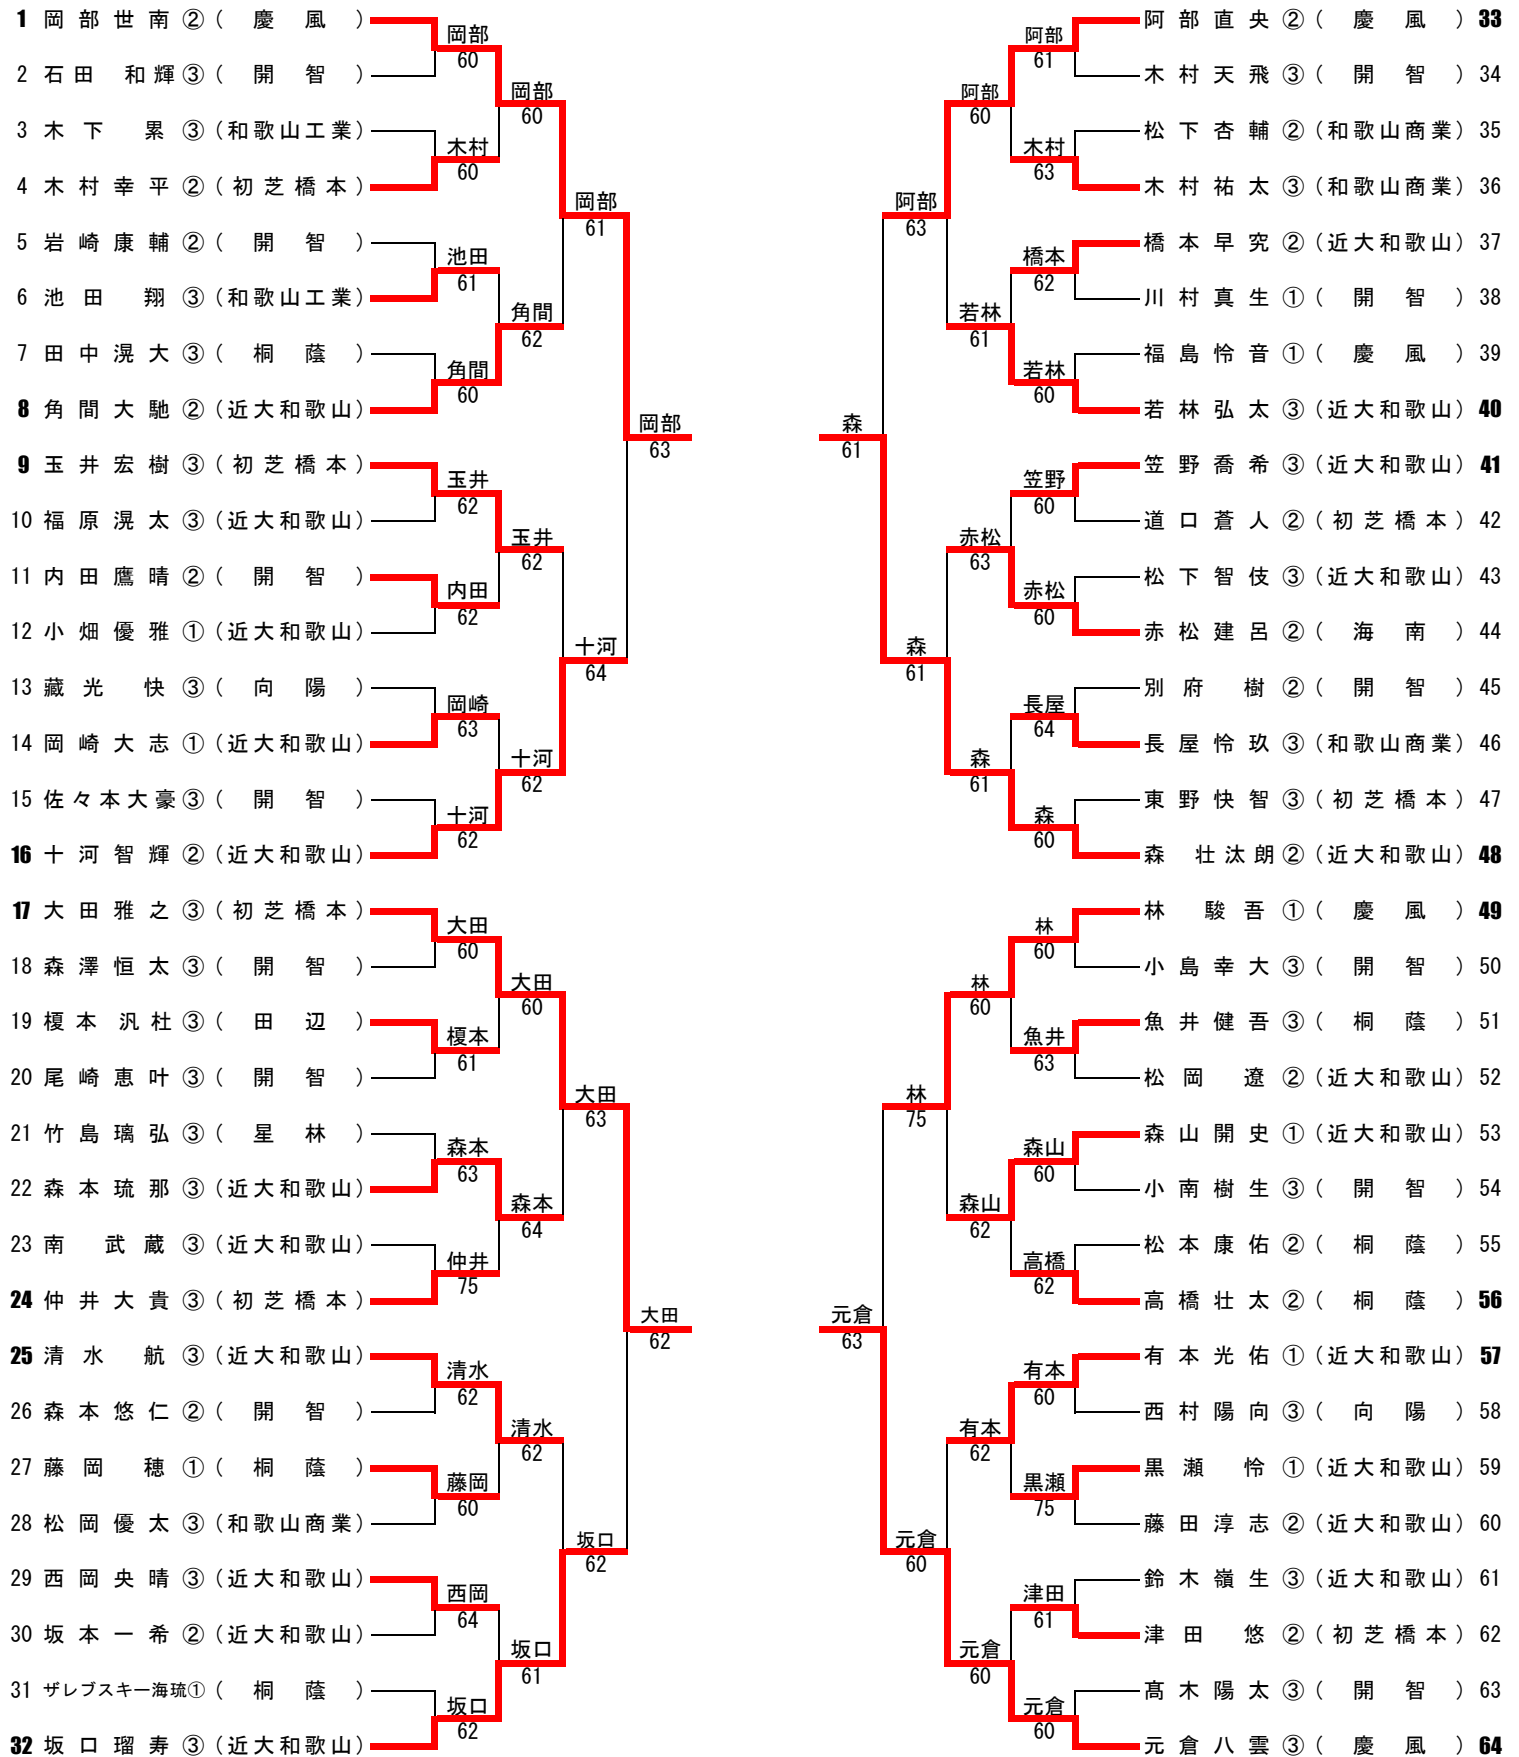 1 岡部世南②(慶風)
2 石田和輝③(開智)
3 木下累③(和歌山工業)
4 木村幸平②(初芝橋本)
5 岩崎康輔②(開智)
6 池田翔③(和歌山工業)
7 田中滉大③(桐蔭)
8 角間大馳②(近大和歌山)
9 玉井宏樹③(初芝橋本)
10 福原滉太③(近大和歌山)
11 内田鷹晴②(開智)
12 小畑優雅①(近大和歌山)
13 藏光快③(向陽)
14 岡崎大志①(近大和歌山)
15 佐々本大豪③(開智)
16 十河智輝②(近大和歌山)
17 大田雅之③(初芝橋本)
18 森澤恒太③(開智)
19 榎本汎杜③(田辺)
20 尾崎恵叶③(開智)
21 竹島璃弘③(星林)
22 森本琉那③(近大和歌山)
23 南武蔵③(近大和歌山)
24 仲井大貴③(初芝橋本)
25 清水航③(近大和歌山)
26 森本悠仁②(開智)
27 藤岡穂①(桐蔭)
28 松岡優太③(和歌山商業)
29 西岡央晴③(近大和歌山)
30 坂本一希②(近大和歌山)
31 ザレブスキー海琉①(桐蔭)
32 坂口瑠寿③(近大和歌山)
岡部
60
木村
60
池田
61
角間
60
玉井
62
内田
62
岡崎
63
十河
62
大田
60
榎本
61
森本
63
仲井
75
清水
62
藤岡
60
西岡
64
坂口
62
岡部
60
角間
62
玉井
62
十河
62
大田
60
森本
64
清水
62
坂口
61
岡部
61
十河
64
大田
63
坂口
62
岡部
63
大田
62
森
61
元倉
63
阿部
63
森
61
林
75
元倉
60
阿部
60
若林
61
赤松
63
森
61
林
60
森山
62
有本
62
元倉
60
阿部
61
木村
63
橋本
62
若林
60
笠野
60
赤松
60
長屋
64
森
60
林
60
魚井
63
森山
60
高橋
62
有本
60
黒瀬
75
津田
61
元倉
60
阿部直央②(慶風) 33
木村天飛③(開智) 34
松下杏輔②(和歌山商業) 35
木村祐太③(和歌山商業) 36
橋本早究②(近大和歌山) 37
川村真生①(開智) 38
福島怜音①(慶風) 39
若林弘太③(近大和歌山) 40
笠野喬希③(近大和歌山) 41
道口蒼人②(初芝橋本) 42
松下智伎③(近大和歌山) 43
赤松建呂②(海南) 44
別府樹②(開智) 45
長屋怜玖③(和歌山商業) 46
東野快智③(初芝橋本) 47
森壮汰朗②(近大和歌山) 48
林駿吾①(慶風) 49
小島幸大③(開智) 50
魚井健吾③(桐蔭) 51
松岡遼②(近大和歌山) 52
森山開史①(近大和歌山) 53
小南樹生③(開智) 54
松本康佑②(桐蔭) 55
高橋壮太②(桐蔭) 56
有本光佑①(近大和歌山) 57
西村陽向③(向陽) 58
黒瀬怜①(近大和歌山) 59
藤田淳志②(近大和歌山) 60
鈴木嶺生③(近大和歌山) 61
津田悠②(初芝橋本) 62
髙木陽太③(開智) 63
元倉八雲③(慶風) 64